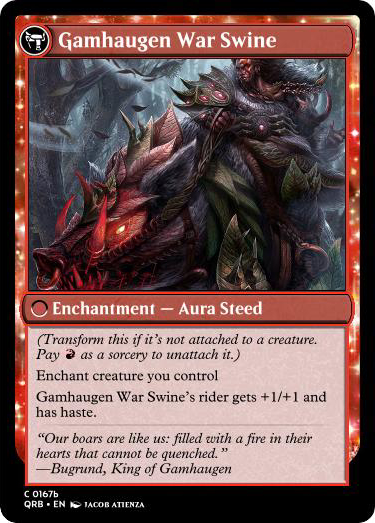 Gamhaugen War Swine
Enchantment — Aura Steed
(Transform this if it's not attached to a creature.
Pay as a sorcery to unattach it.)
Enchant creature you control
Gamhaugen War Swine's rider gets +1/+1 and
has haste.
"Our boars are like us: filled with a fire in their
hearts that cannot be quenched."
—Bugrund, King of Gamhaugen
C 0167b
QRB • EN JACOB ATIENZA